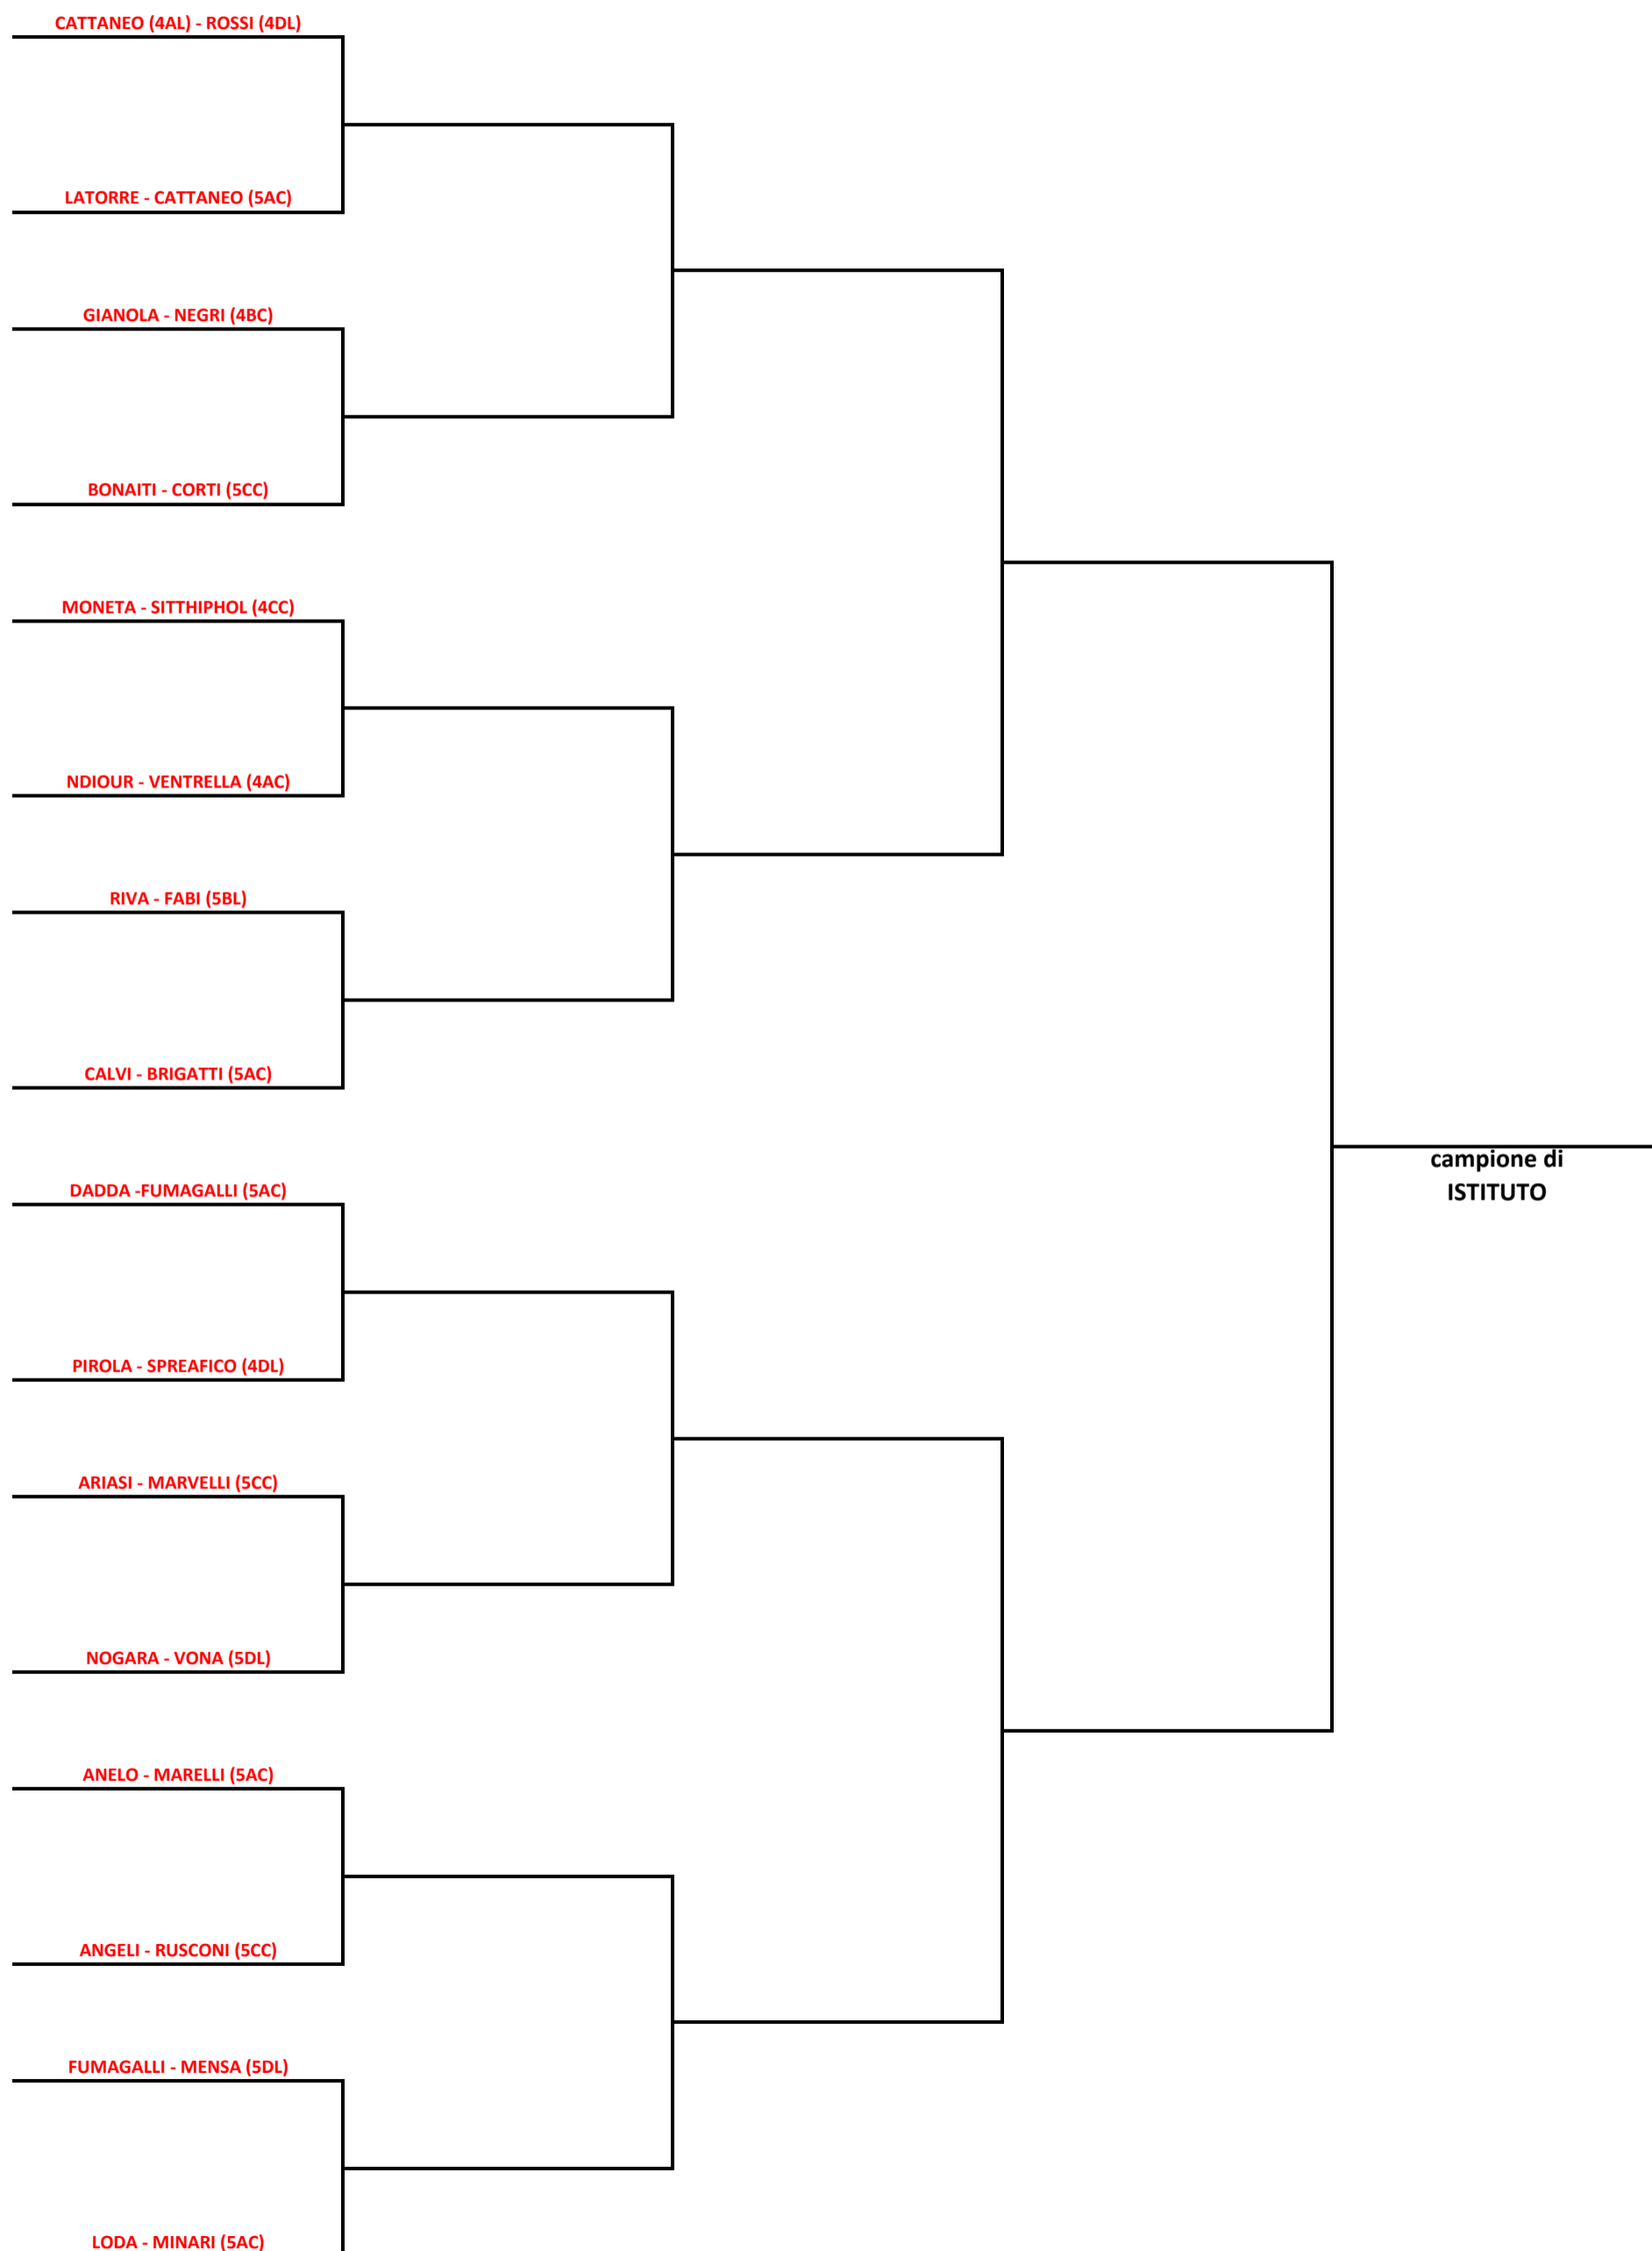 CATTANEO (4AL) - ROSSI (4DL)
LATORRE - CATTANEO (5AC)
GIANOLA - NEGRI (4BC)
BONAITI - CORTI (5CC)
MONETA - SITTHIPHOL (4CC)
NDIOUR - VENTRELLA (4AC)
RIVA - FABI (5BL)
CALVI - BRIGATTI (5AC)
campione di
ISTITUTO
DADDA -FUMAGALLI (5AC)
PIROLA - SPREAFICO (4DL)
ARIASI - MARVELLI (5CC)
NOGARA - VONA (5DL)
ANELO - MARELLI (5AC)
ANGELI - RUSCONI (5CC)
FUMAGALLI - MENSA (5DL)
LODA - MINARI (5AC)